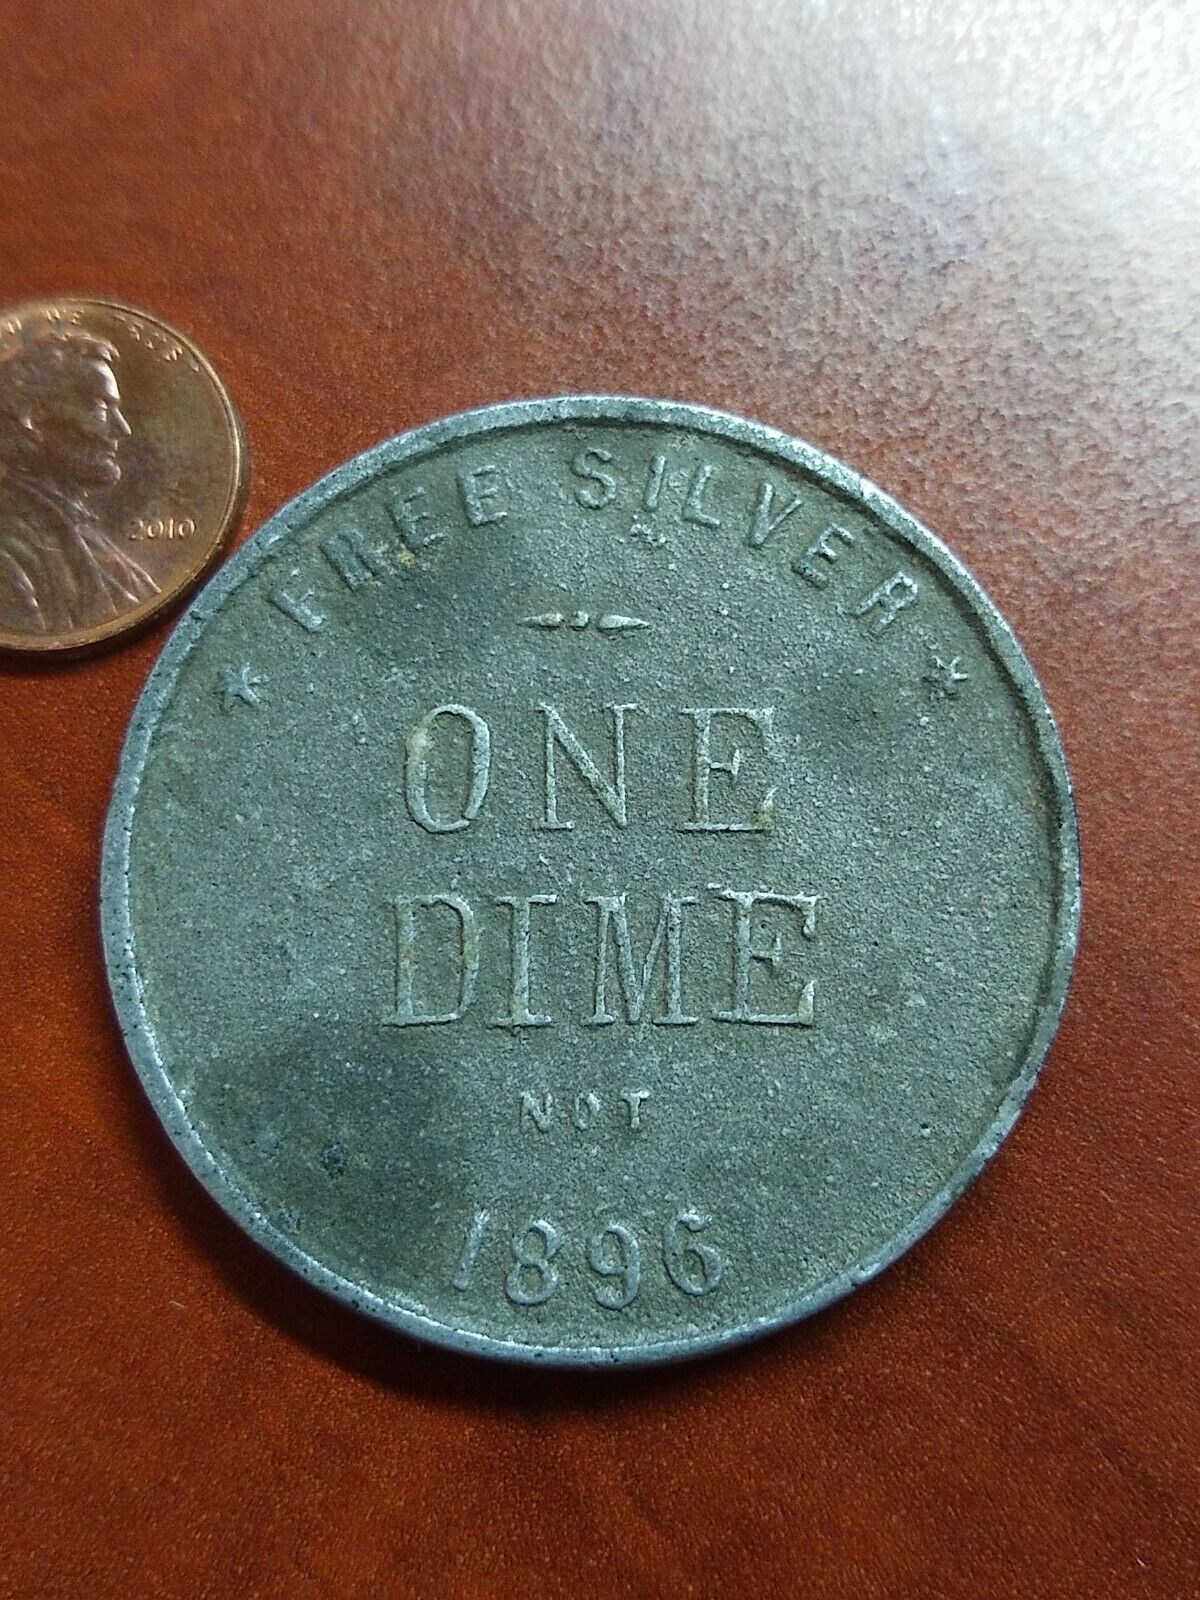 FREE SILVER
A
ONE
DIME
NOT
1896
2010